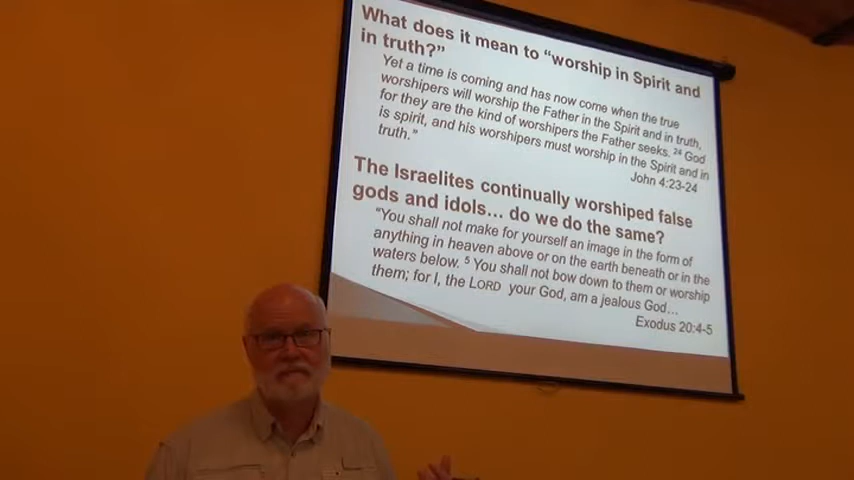 What does it mean to “worship in Spirit and
in truth?”
Yet a time is coming and has now come when the true
worshipers will worship the Father in the Spirit and in truth,
for they are the kind of worshipers the Father seeks. 24 God
is spirit, and his worshipers must worship in the Spirit and in
truth.”
John 4:23-24
The Israelites continually worshiped false
gods and idols… do we do the same?
“You shall not make for yourself an image in the form of
anything in heaven above or on the earth beneath or in the
waters below. 5 You shall not bow down to them or worship
them; for I, the LORD your God, am a jealous God…
Exodus 20:4-5